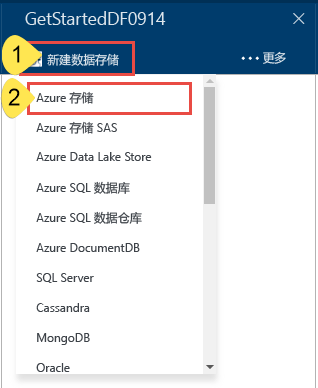 GetStartedDF0914
1
新建数据存储
更多
2
Azure 存储
Azure 存储 SAS
Azure Data Lake Store
Azure SQL 数据库
Azure SQL 数据仓库
Azure DocumentDB
SQL Server
Cassandra
MongoDB
Oracle